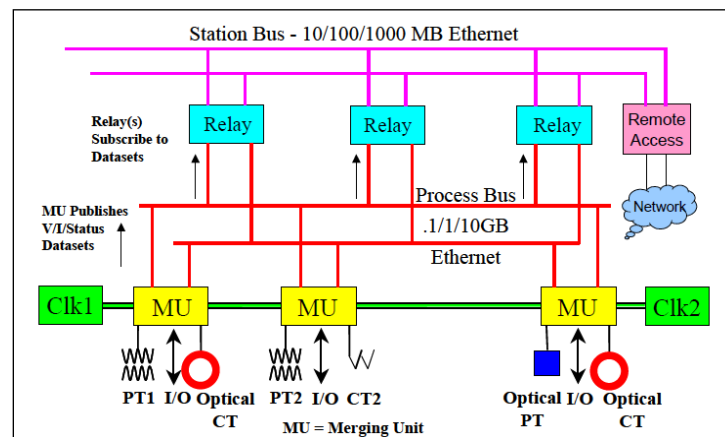 Station Bus - 10/100/1000 MB Ethernet
Relay(s)
Subscribe to
Datasets
Relay
Relay
Relay
Remote
Access
Network
Process Bus
MU Publishes
V/I/Status
Datasets
.1/1/10GB
Ethernet
Clk1
MU
MU
MU
Clk2
PT1
I/O
Optical
CT
PT2
I/O
CT2
Optical
PT
I/O
Optical
CT
MU = Merging Unit